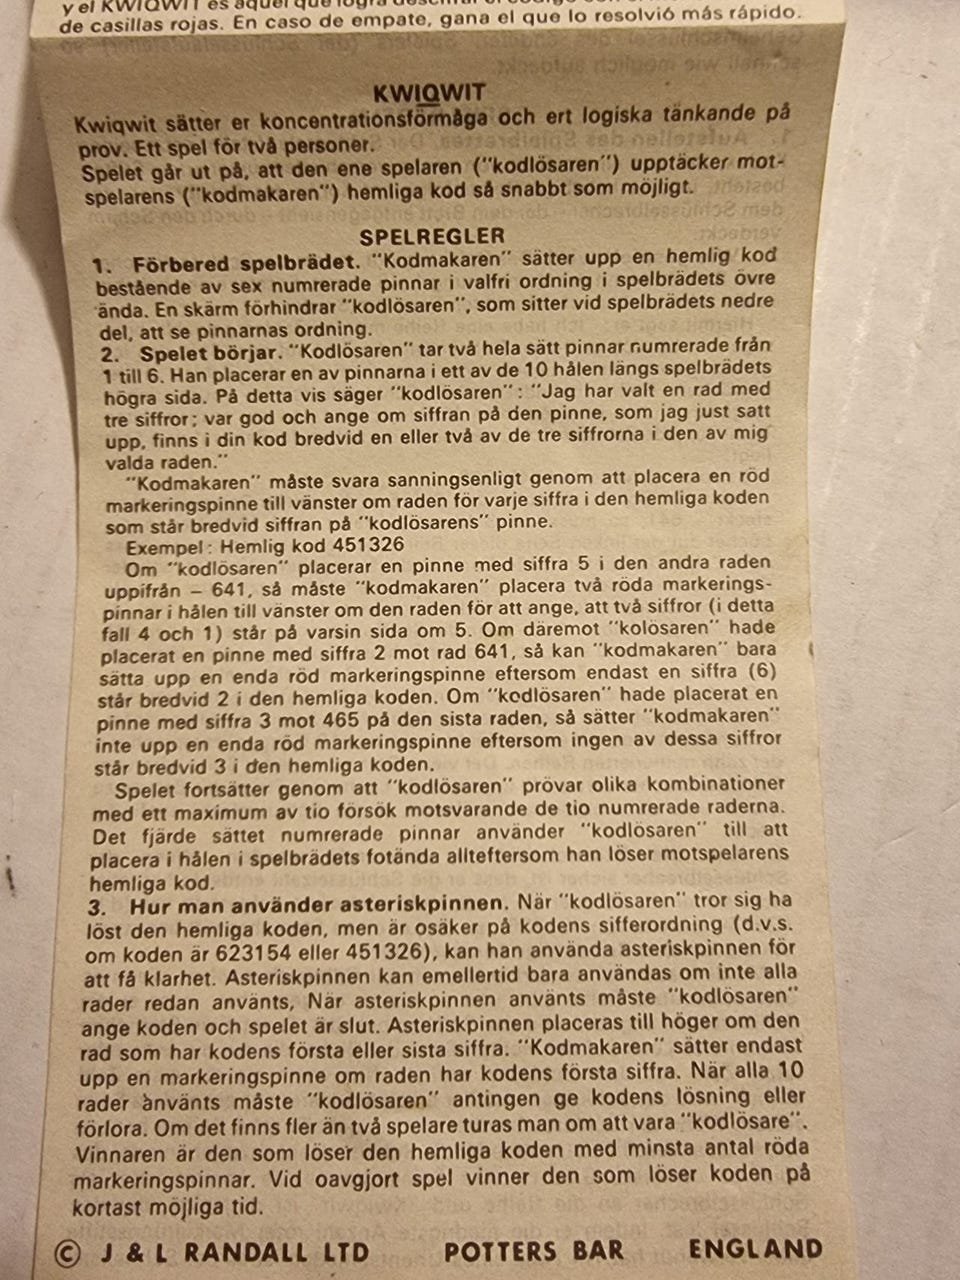 de casillas rojas. En caso de empate, gana el que lo resolvió más rápido.
KWIQWIT
Kwiqwit sätter er koncentrationsförmåga och ert logiska tänkande på
prov. Ett spel för två personer.
Spelet går ut på, att den ene spelaren (“kodlösaren”) upptäcker mot-
spelarens (“kodmakaren”) hemliga kod så snabbt som möjligt.
SPELREGLER
1. Förbered spelbrädet. “Kodmakaren” sätter upp en hemlig kod
bestående av sex numrerade pinnar i valfri ordning i spelbrädets övre
ända. En skärm förhindrar “kodlösaren”, som sitter vid spelbrädets nedre
del, att se pinnarnas ordning.
2. Spelet börjar. “Kodlösaren” tar två hela sätt pinnar numrerade från
1 till 6. Han placerar en av pinnarna i ett av de 10 hålen längs spelbrädets
högra sida. På detta vis säger “kodlösaren”: “Jag har valt en rad med
tre siffror; var god och ange om siffran på den pinne, som jag just satt
upp, finns i din kod bredvid en eller två av de tre siffrorna i den av mig
valda raden.”
“Kodmakaren” måste svara sanningsenligt genom att placera en röd
markeringspinne till vänster om raden för varje siffra i den hemliga koden
som står bredvid siffran på “kodlösarens” pinne.
Exempel: Hemlig kod 451326
Om “kodlösaren” placerar en pinne med siffra 5 i den andra raden
uppifrån – 641, så måste “kodmakaren” placera två röda markerings-
pinnar i hålen till vänster om den raden för att ange, att två siffror (i detta
fall 4 och 1) står på varsin sida om 5. Om däremot “kolösaren” hade
placerat en pinne med siffra 2 mot rad 641, så kan “kodmakaren” bara
sätta upp en enda röd markeringspinne eftersom endast en siffra (6)
står bredvid 2 i den hemliga koden. Om “kodlösaren” hade placerat en
pinne med siffra 3 mot 465 på den sista raden, så sätter “kodmakaren”
inte upp en enda röd markeringspinne eftersom ingen av dessa siffror
står bredvid 3 i den hemliga koden.
Spelet fortsätter genom att “kodlösaren” prövar olika kombinationer
med ett maximum av tio försök motsvarande de tio numrerade raderna.
Det fjärde sättet numrerade pinnar använder “kodlösaren” till att
placera i hålen i spelbrädets fotända allteftersom han löser motspelarens
hemliga kod.
3. Hur man använder asteriskpinnen. När “kodlösaren” tror sig ha
löst den hemliga koden, men är osäker på kodens sifferordning (d.v.s.
om koden är 623154 eller 451326), kan han använda asteriskpinnen för
att få klarhet. Asteriskpinnen kan emellertid bara användas om inte alla
rader redan använts, När asteriskpinnen använts måste “kodlösaren”
ange koden och spelet är slut. Asteriskpinnen placeras till höger om den
rad som har kodens första eller sista siffra. “Kodmakaren” sätter endast
upp en markeringspinne om raden har kodens första siffra. När alla 10
rader använts måste “kodlösaren” antingen ge kodens lösning eller
förlora. Om det finns fler än två spelare turas man om att vara “kodlösare”.
Vinnaren är den som löser den hemliga koden med minsta antal röda
markeringspinnar. Vid oavgjort spel vinner den som löser koden på
kortast möjliga tid.
© J & L RANDALL LTD POTTERS BAR ENGLAND